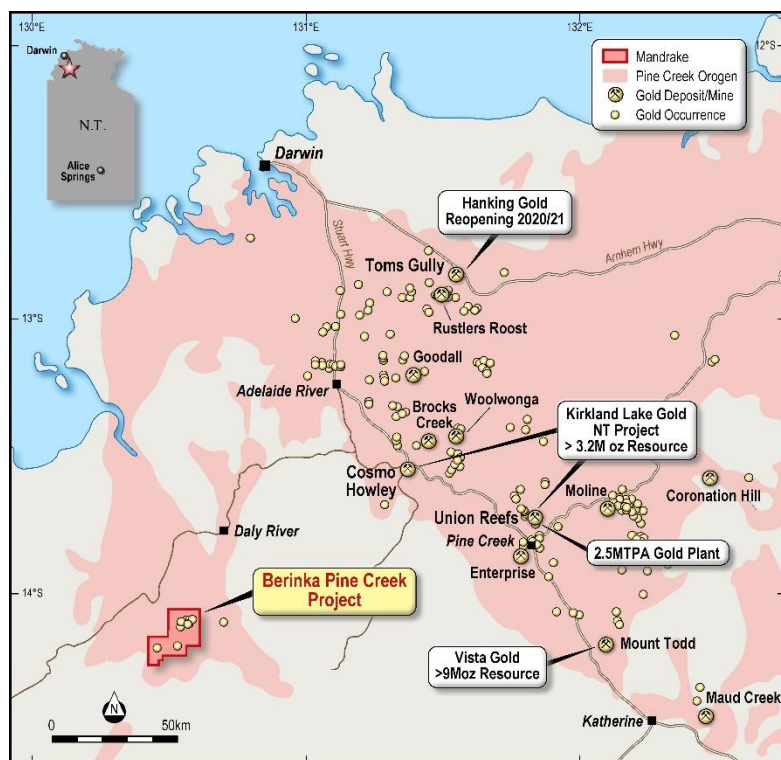 130°E
131°E
132°E
12°S
Darwin
N.T.
Alice
Springs
Mandrake
Pine Creek Orogen
Gold Deposit/Mine
Gold Occurrence
Darwin
Stuart Hwy
Hanking Gold
Reopening 2020/21
Arnhem Hwy
Toms Gully
13°S
13°S
Rustlers Roost
Goodall
Adelaide River
Brocks
Creek
Woolwonga
Kirkland Lake Gold
NT Project
> 3.2M oz Resource
Cosmo
Howley
Moline
Coronation Hill
Union Reefs
Daly River
Pine Creek
2.5MTPA Gold Plant
Enterprise
14°S
14°S
Berinka Pine Creek
Project
Mount Todd
Vista Gold
>9Moz Resource
Maud Creek
N
0
50km
Katherine